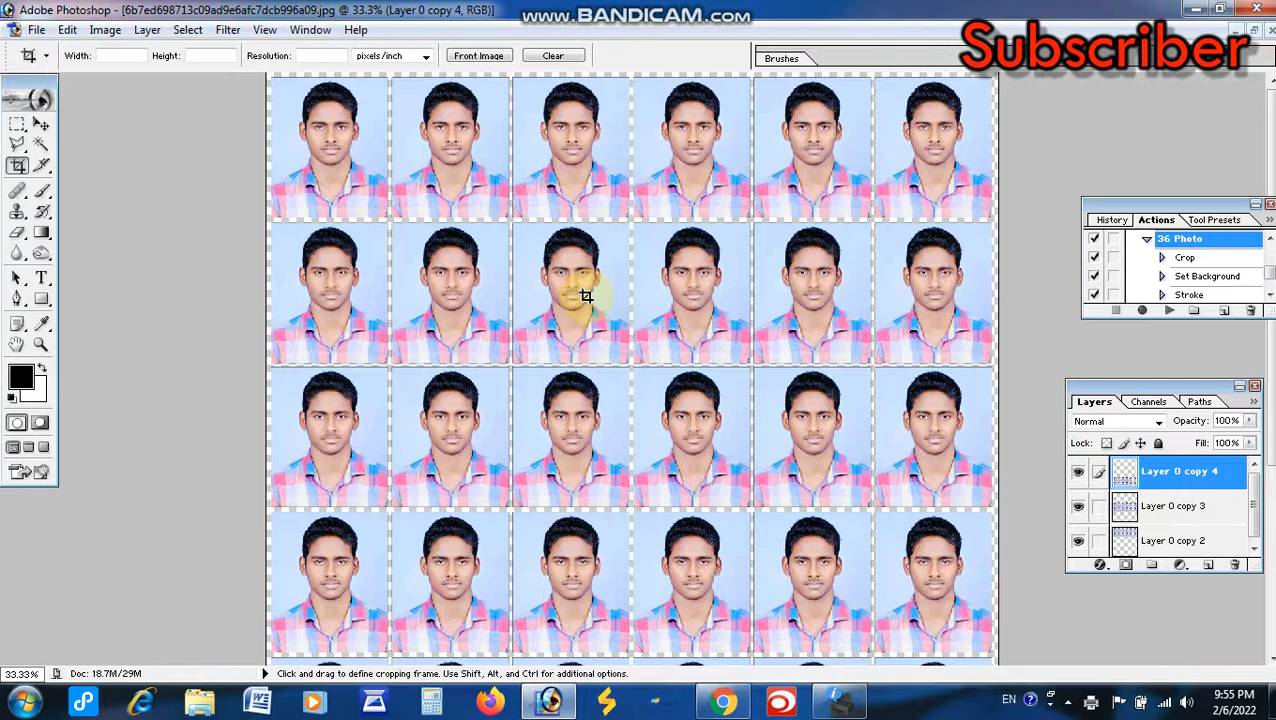 Adobe Photoshop - [6b7ed698713c09ad9e6afc7dcb996a09.jpg @ 33.3% (Layer 0 copy 4, RGB)]
www.BANDICAM.com
File Edit Image Layer Select Filter View Window Help
Subscriber
Width: Height: Resolution: pixels/inch Front Image Clear
Brushes
History Actions Tool Presets
36 Photo
Crop
Set Background
Stroke
Layers Channels Paths
Normal Opacity: 100%
Lock: Fill: 100%
Layer 0 copy 4
Layer 0 copy 3
Layer 0 copy 2
33.33% Doc: 18.7M/29M Click and drag to define cropping frame. Use Shift, Alt, and Ctrl for additional options.
EN
9:55 PM
2/6/2022